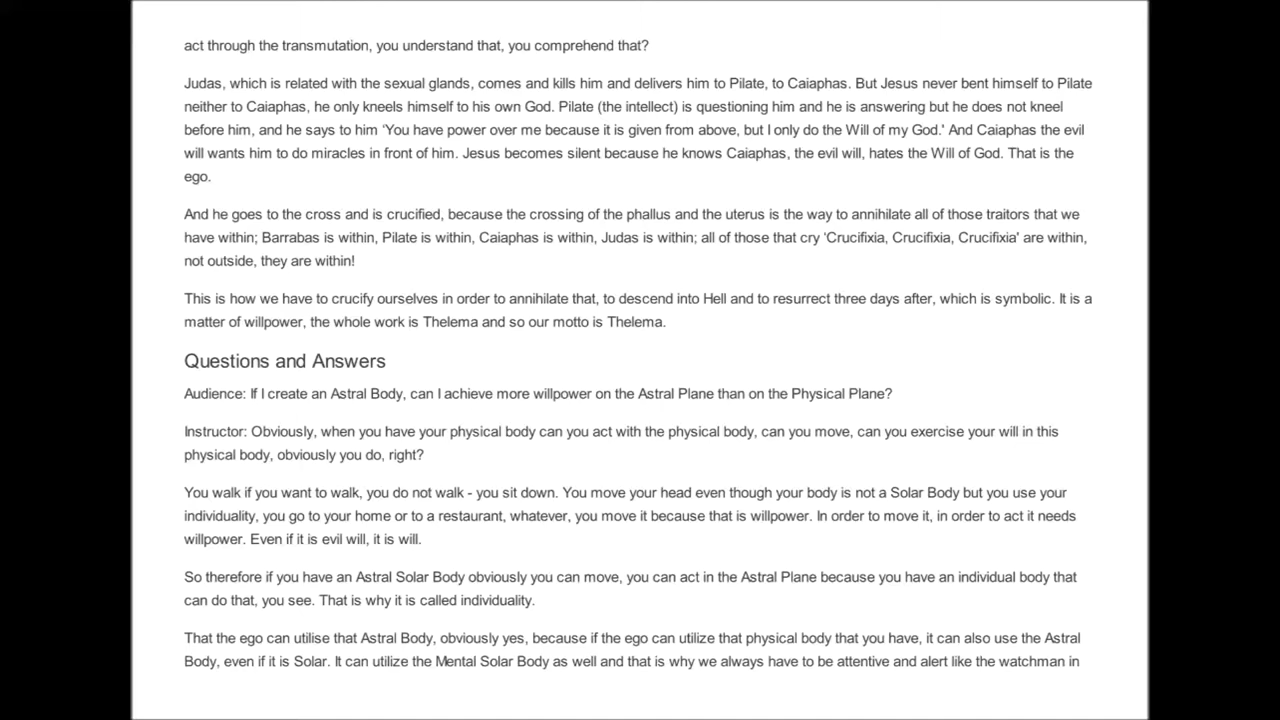 act through the transmutation, you understand that, you comprehend that?
Judas, which is related with the sexual glands, comes and kills him and delivers him to Pilate, to Caiaphas. But Jesus never bent himself to Pilate
neither to Caiaphas, he only kneels himself to his own God. Pilate (the intellect) is questioning him and he is answering but he does not kneel
before him, and he says to him ‘You have power over me because it is given from above, but I only do the Will of my God.' And Caiaphas the evil
will wants him to do miracles in front of him. Jesus becomes silent because he knows Caiaphas, the evil will, hates the Will of God. That is the
ego.
And he goes to the cross and is crucified, because the crossing of the phallus and the uterus is the way to annihilate all of those traitors that we
have within; Barrabas is within, Pilate is within, Caiaphas is within, Judas is within; all of those that cry ‘Crucifixia, Crucifixia, Crucifixia' are within,
not outside, they are within!
This is how we have to crucify ourselves in order to annihilate that, to descend into Hell and to resurrect three days after, which is symbolic. It is a
matter of willpower, the whole work is Thelema and so our motto is Thelema.
Questions and Answers
Audience: If I create an Astral Body, can I achieve more willpower on the Astral Plane than on the Physical Plane?
Instructor: Obviously, when you have your physical body can you act with the physical body, can you move, can you exercise your will in this
physical body, obviously you do, right?
You walk if you want to walk, you do not walk - you sit down. You move your head even though your body is not a Solar Body but you use your
individuality, you go to your home or to a restaurant, whatever, you move it because that is willpower. In order to move it, in order to act it needs
willpower. Even if it is evil will, it is will.
So therefore if you have an Astral Solar Body obviously you can move, you can act in the Astral Plane because you have an individual body that
can do that, you see. That is why it is called individuality.
That the ego can utilise that Astral Body, obviously yes, because if the ego can utilize that physical body that you have, it can also use the Astral
Body, even if it is Solar. It can utilize the Mental Solar Body as well and that is why we always have to be attentive and alert like the watchman in